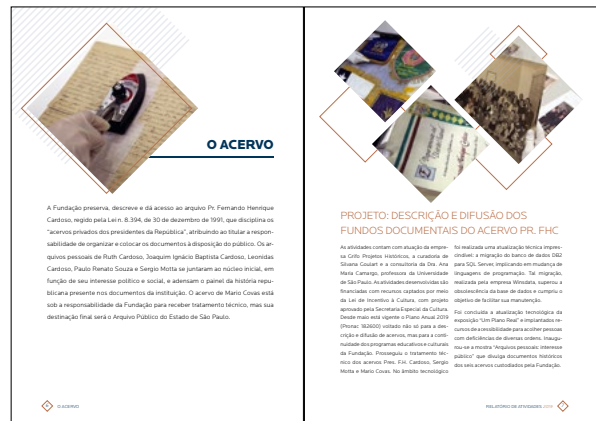 O ACERVO
A Fundação preserva, descreve e dá acesso ao arquivo Pr. Fernando Henrique
Cardoso, regido pela Lei n. 8.394, de 30 de dezembro de 1991, que disciplina os
“acervos privados dos presidentes da República”, atribuindo ao titular a respon-
sabilidade de organizar e colocar os documentos à disposição do público. Os ar-
quivos pessoais de Ruth Cardoso, Joaquim Ignácio Baptista Cardoso, Leonidas
Cardoso, Paulo Renato Souza e Sergio Motta se juntaram ao núcleo inicial, em
função de seu interesse político e social, e adensam o painel da história repu-
blicana presente nos documentos da instituição. O acervo de Mario Covas está
sob a responsabilidade da Fundação para receber tratamento técnico, mas sua
destinação final será o Arquivo Público do Estado de São Paulo.
O ACERVO
PROJETO: DESCRIÇÃO E DIFUSÃO DOS
FUNDOS DOCUMENTAIS DO ACERVO PR. FHC
As atividades contam com atuação da empre-
sa Grifo Projetos Históricos, a curadoria de
Silvana Goulart e a consultoria da Dra. Ana
Maria Camargo, professora da Universidade
de São Paulo. As atividades desenvolvidas são
financiadas com recursos captados por meio
da Lei de Incentivo à Cultura, com projeto
aprovado pela Secretaria Especial da Cultura.
Desde maio está vigente o Plano Anual 2019
(Pronac 182600) voltado não só para a des-
crição e difusão de acervos, mas para a conti-
nuidade dos programas educativos e culturais
da Fundação. Prosseguiu o tratamento téc-
nico dos acervos Pres. F.H. Cardoso, Sergio
Motta e Mario Covas. No âmbito tecnológico
foi realizada uma atualização técnica impres-
cindível: a migração do banco de dados DB2
para SQL Server, implicando em mudança de
linguagens de programação. Tal migração,
realizada pela empresa Winsdata, superou a
obsolescência da base de dados e cumpriu o
objetivo de facilitar sua manutenção.
Foi concluída a atualização tecnológica da
exposição “Um Plano Real” e implantados re-
cursos de acessibilidade para acolher pessoas
com deficiências de diversas ordens. Inaugu-
rou-se a mostra “Arquivos pessoais: interesse
público” que divulga documentos históricos
dos seis acervos custodiados pela Fundação.
RELATÓRIO DE ATIVIDADES 2019